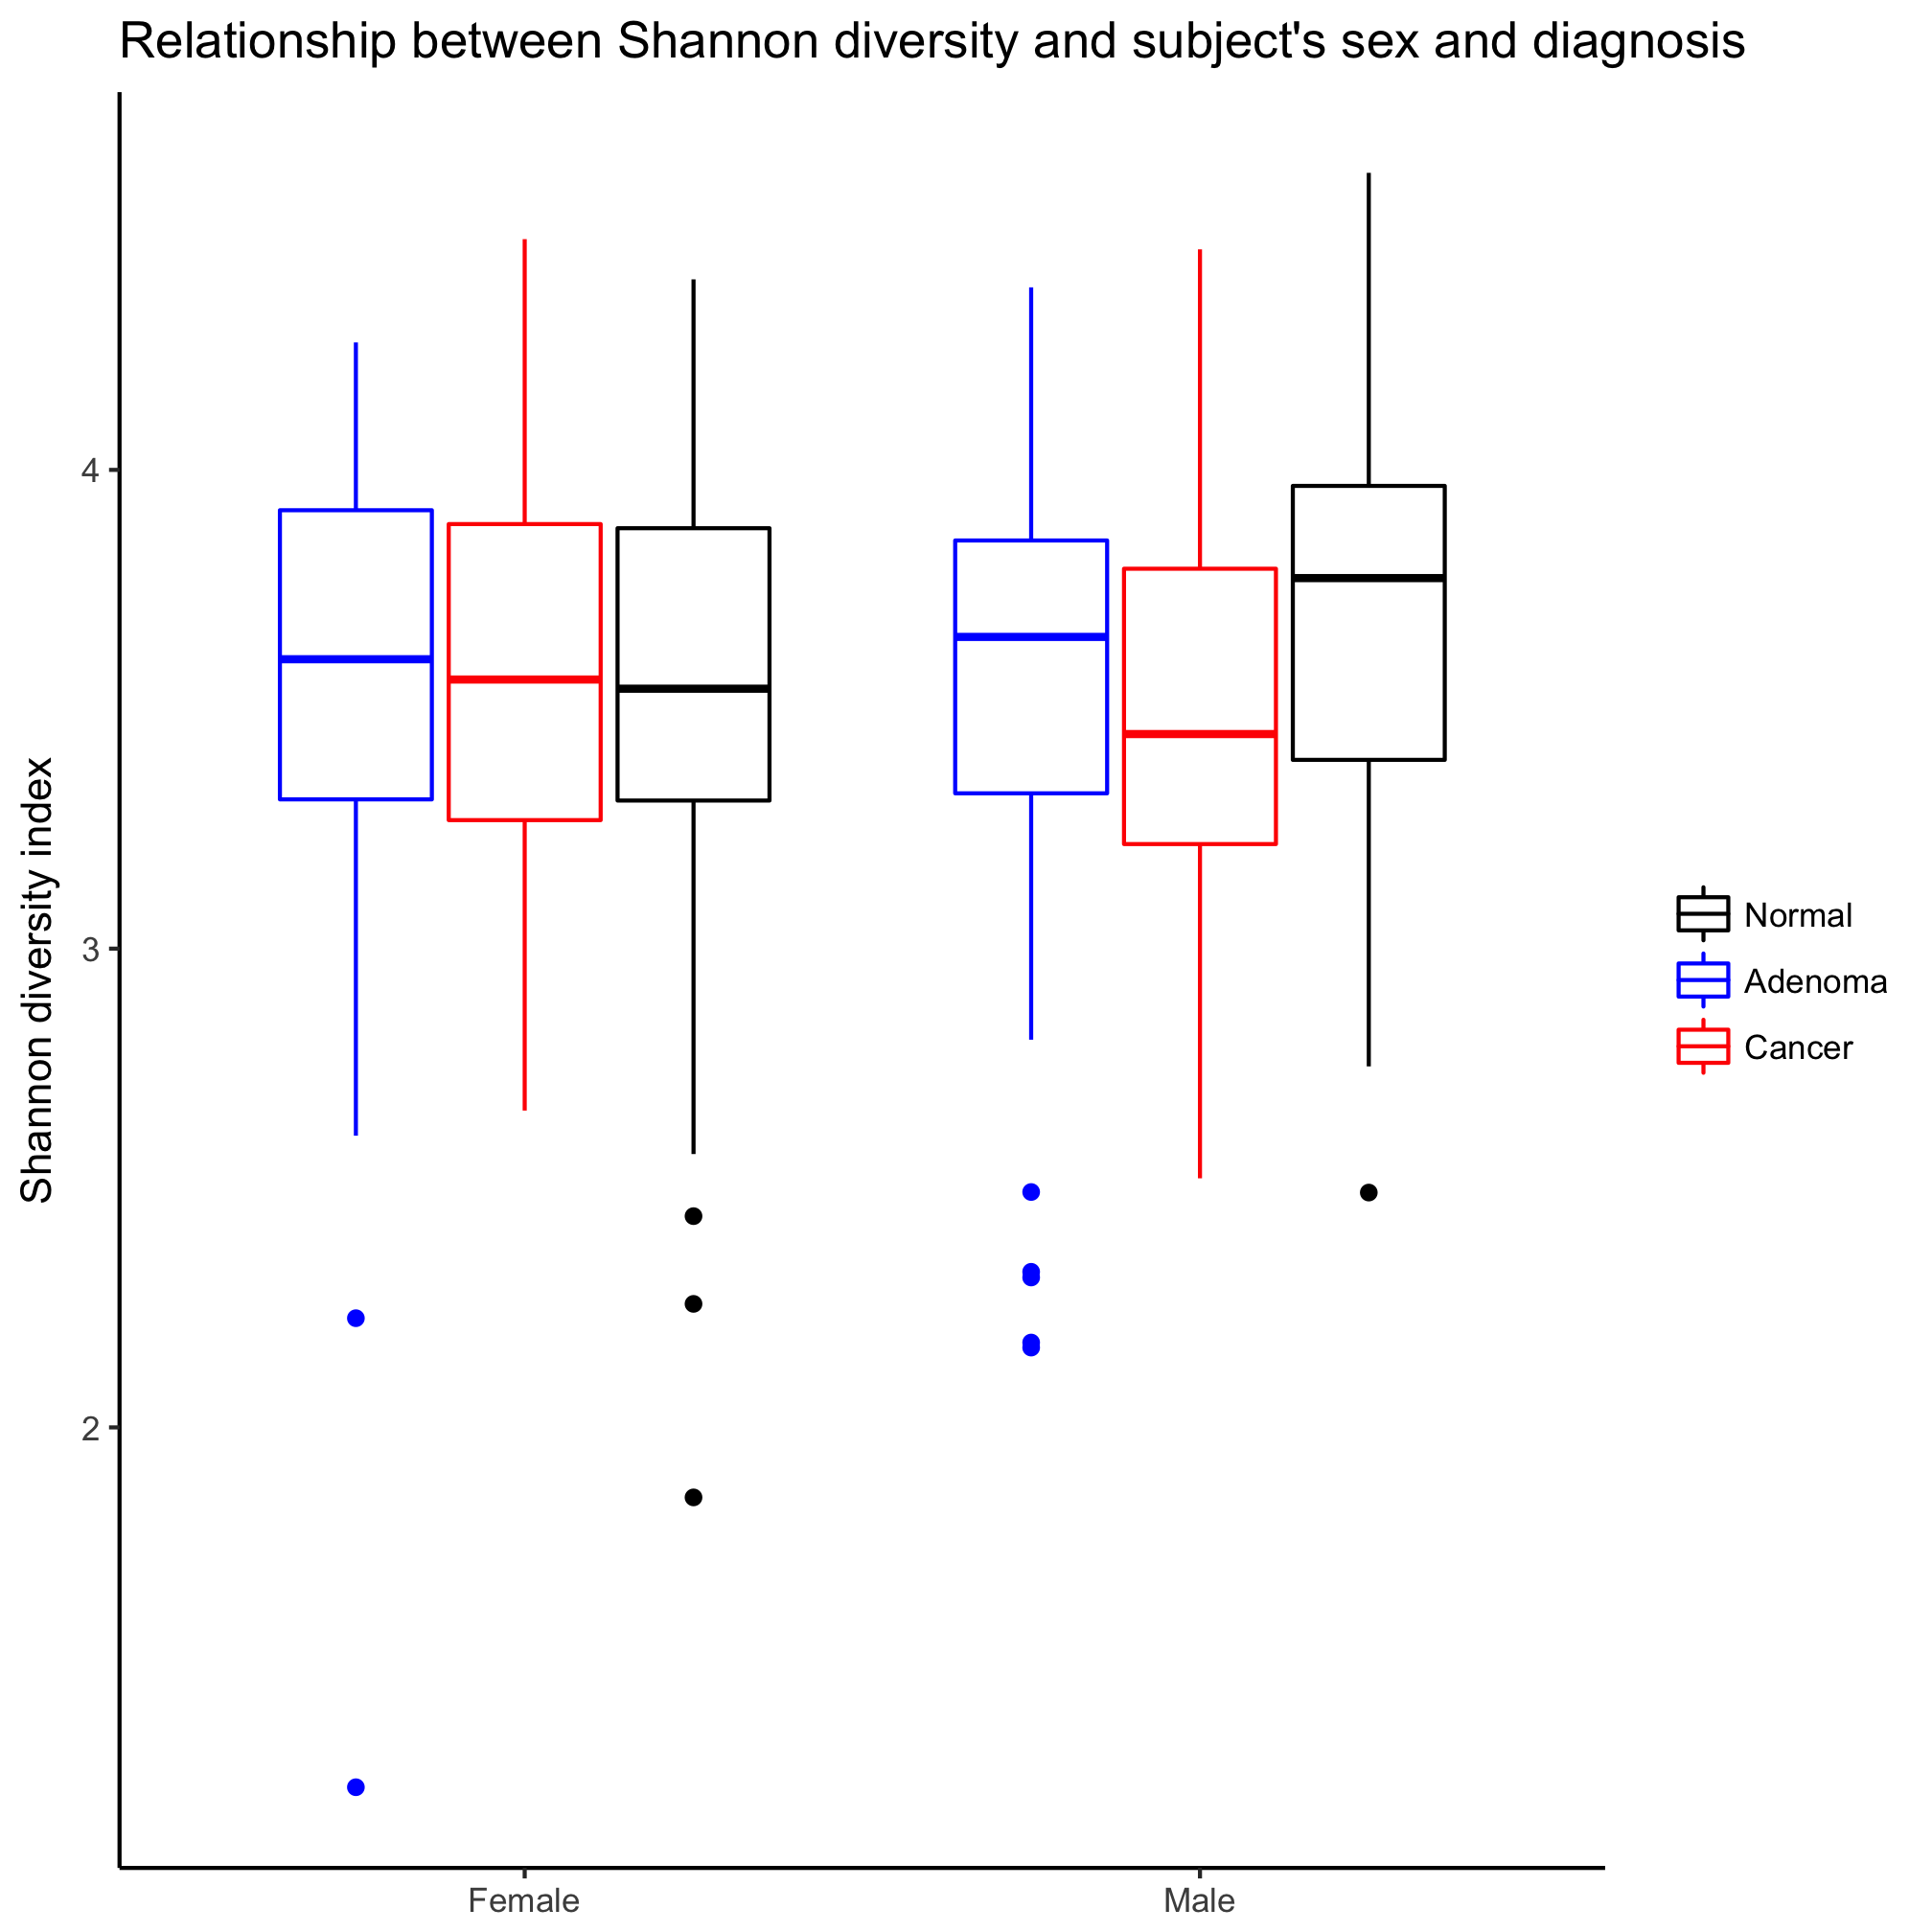 Relationship between Shannon diversity and subject's sex and diagnosis
Shannon diversity index
4
3
2
Female
Male
Normal
Adenoma
Cancer